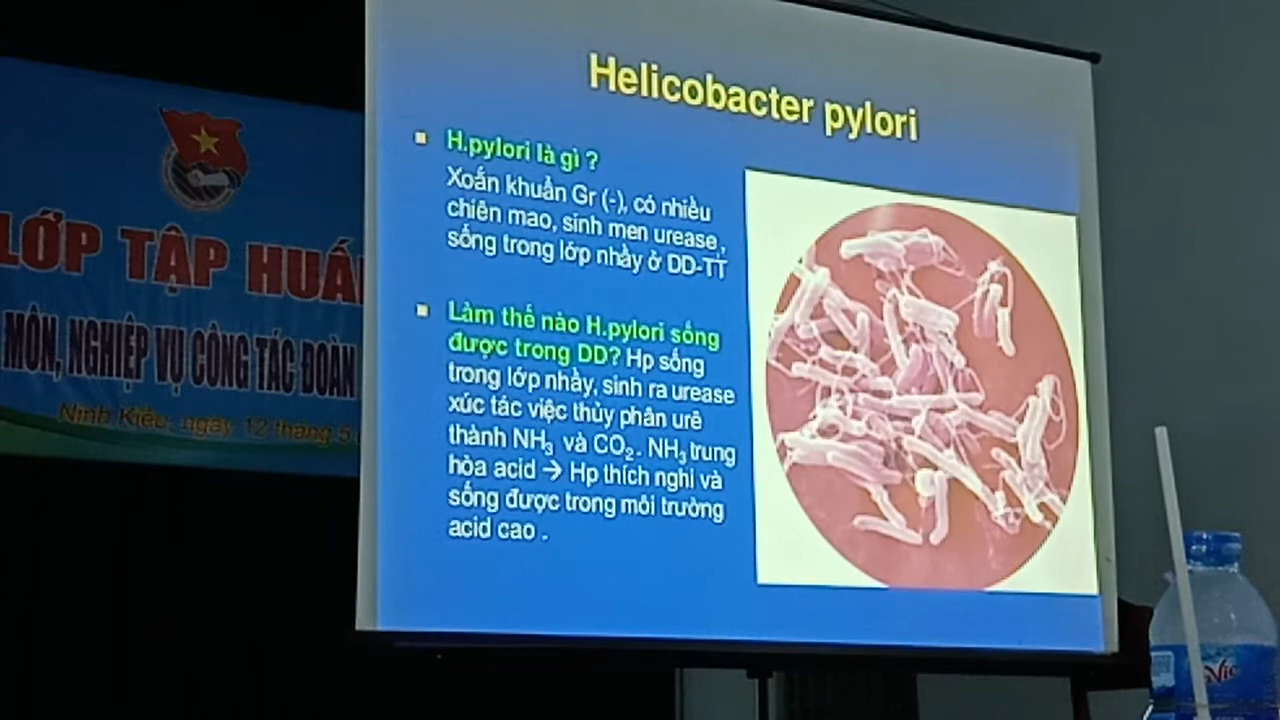 LỚP TẬP HUẤ
MÔN, NGHIỆP VỤ CÔNG TÁC ĐOÀN
Ninh Kiều, ngày 12 tháng 5
Helicobacter pylori
H.pylori là gì ?
Xoắn khuẩn Gr (-), có nhiều
chiên mao, sinh men urease,
sống trong lớp nhầy ở DD-TT
Làm thế nào H.pylori sống
được trong DD? Hp sống
trong lớp nhầy, sinh ra urease
xúc tác việc thủy phân urê
thành NH₃ và CO₂. NH₃ trung
hòa acid → Hp thích nghi và
sống được trong môi trường
acid cao .